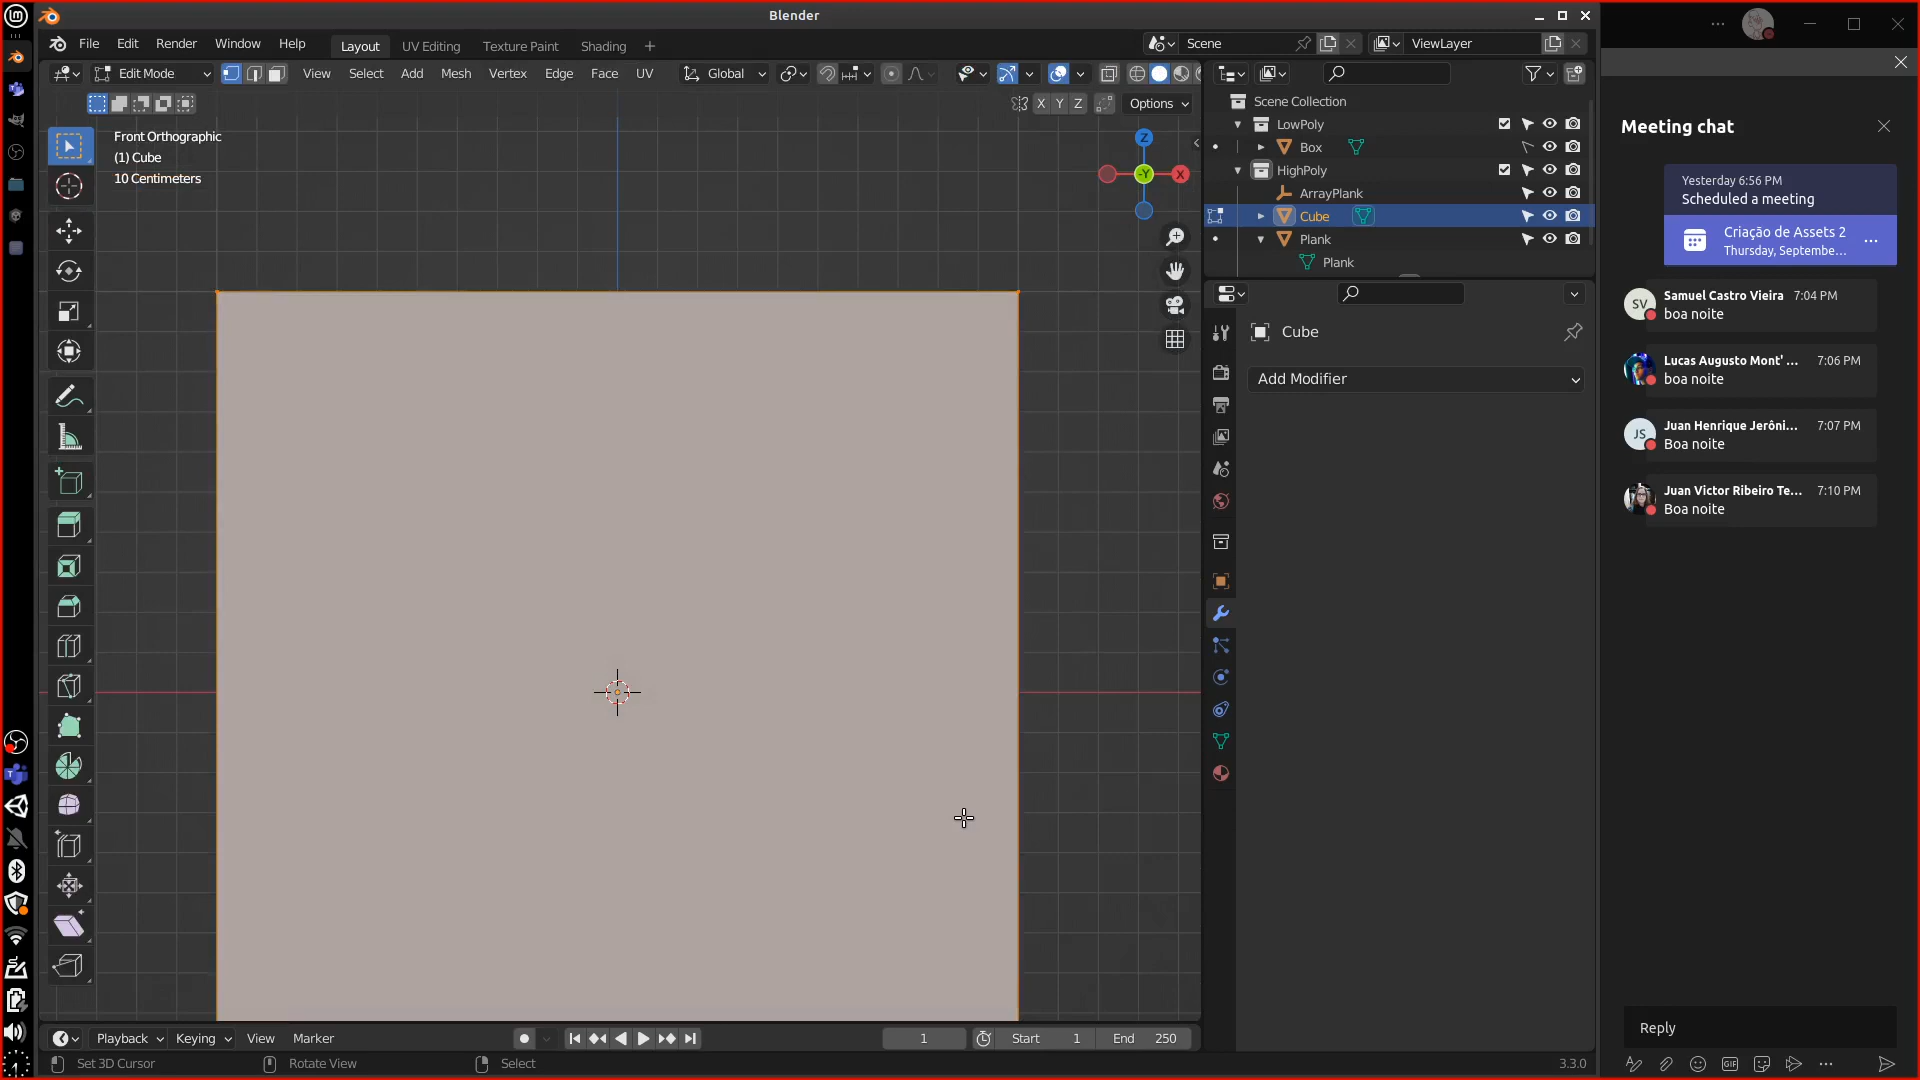 Blender
File Edit Render Window Help Layout UV Editing Texture Paint Shading + Scene ViewLayer
Edit Mode View Select Add Mesh Vertex Edge Face UV Global
X Y Z Options
Front Orthographic
(1) Cube
10 Centimeters
Z
-Y X
Scene Collection
LowPoly
Box
HighPoly
ArrayPlank
Cube
Plank
Plank
Cube
Add Modifier
Playback Keying View Marker 1 Start 1 End 250
Set 3D Cursor Rotate View Select 3.3.0
Meeting chat
Yesterday 6:56 PM
Scheduled a meeting
Criação de Assets 2
Thursday, Septembe...
SV
Samuel Castro Vieira 7:04 PM
boa noite
Lucas Augusto Mont' ... 7:06 PM
boa noite
JS
Juan Henrique Jerôni... 7:07 PM
Boa noite
Juan Victor Ribeiro Te... 7:10 PM
Boa noite
Reply
GIF